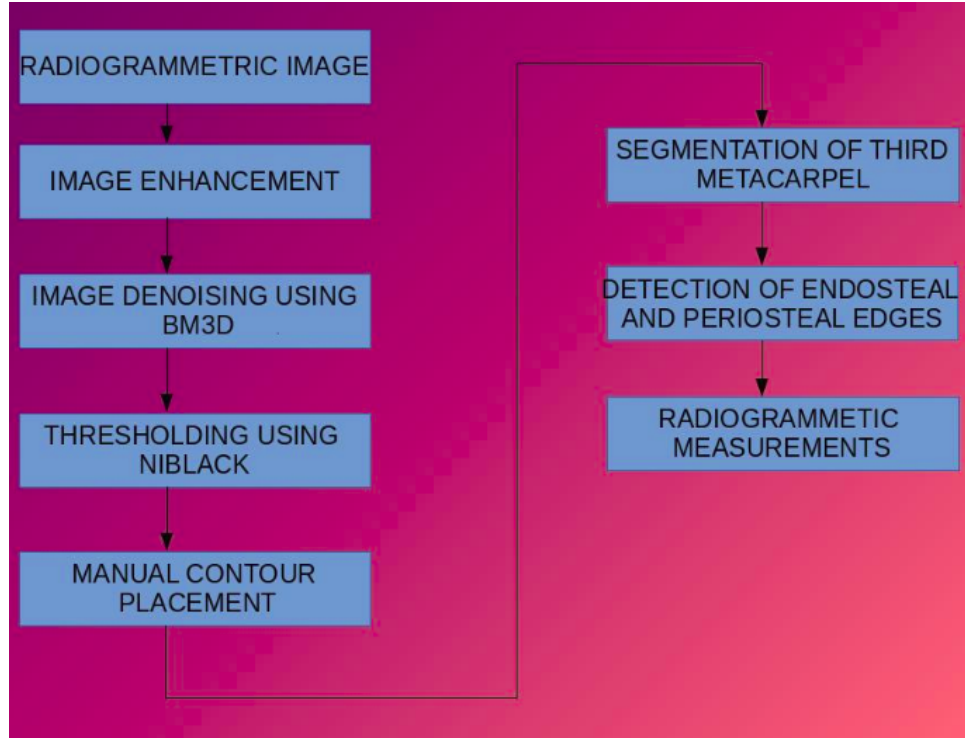 RADIOGRAMMETRIC IMAGE
IMAGE ENHANCEMENT
IMAGE DENOISING USING
BM3D
THRESHOLDING USING
NIBLACK
MANUAL CONTOUR
PLACEMENT
SEGMENTATION OF THIRD
METACARPEL
DETECTION OF ENDOSTEAL
AND PERIOSTEAL EDGES
RADIOGRAMMETIC
MEASUREMENTS